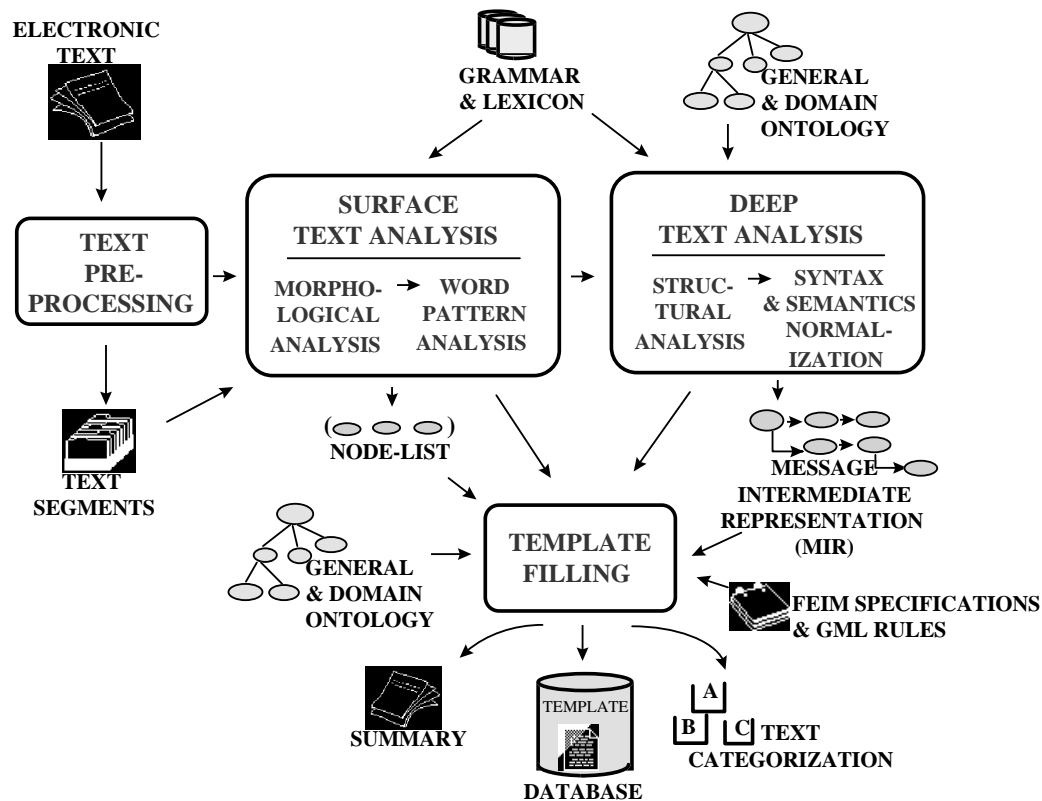 ELECTRONIC
TEXT
GRAMMAR
& LEXICON
GENERAL
& DOMAIN
ONTOLOGY
TEXT
PRE-
PROCESSING
SURFACE
TEXT ANALYSIS
MORPHO-
LOGICAL
ANALYSIS
WORD
PATTERN
ANALYSIS
DEEP
TEXT ANALYSIS
STRUC-
TURAL
ANALYSIS
SYNTAX
& SEMANTICS
NORMAL-
IZATION
TEXT
SEGMENTS
( )
NODE-LIST
MESSAGE
INTERMEDIATE
REPRESENTATION
(MIR)
GENERAL
& DOMAIN
ONTOLOGY
TEMPLATE
FILLING
FEIM SPECIFICATIONS
& GML RULES
SUMMARY
TEMPLATE
DATABASE
A
B
C
TEXT
CATEGORIZATION